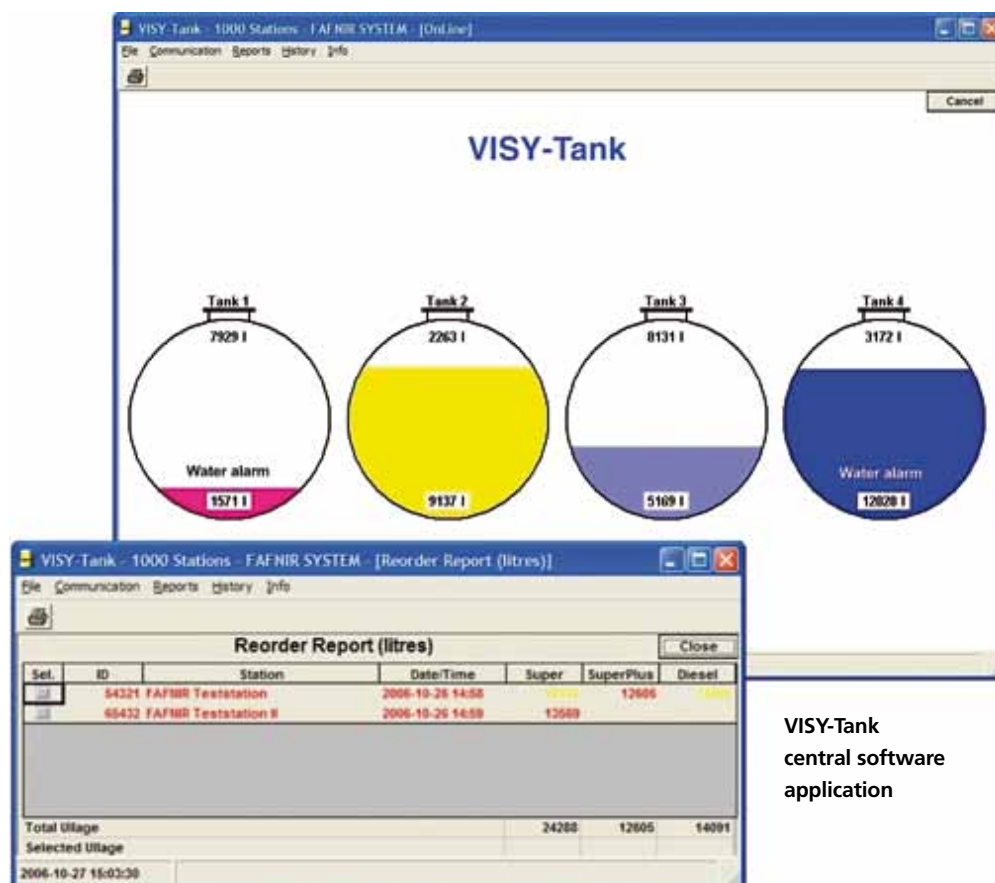 VISY-Tank - 1000 Stations - FAFNIR SYSTEM - [OnLine]
File Communication Reports History Info
Cancel
VISY-Tank
Tank 1 Tank 2 Tank 3 Tank 4
7929 l 2263 l 8131 l 3172 l
Water alarm Water alarm
1571 l 9137 l 5169 l 12828 l
VISY-Tank - 1000 Stations - FAFNIR SYSTEM - [Reorder Report (litres)]
File Communication Reports History Info
Reorder Report (litres) Close
Sel. ID Station Date/Time Super SuperPlus Diesel
54321 FAFNIR Teststation 2006-10-26 14:58 12605
65432 FAFNIR Teststation II 2006-10-26 14:59 13569
Total Ullage 24288 12605 14091
Selected Ullage
2006-10-27 15:03:30
VISY-Tank
central software
application